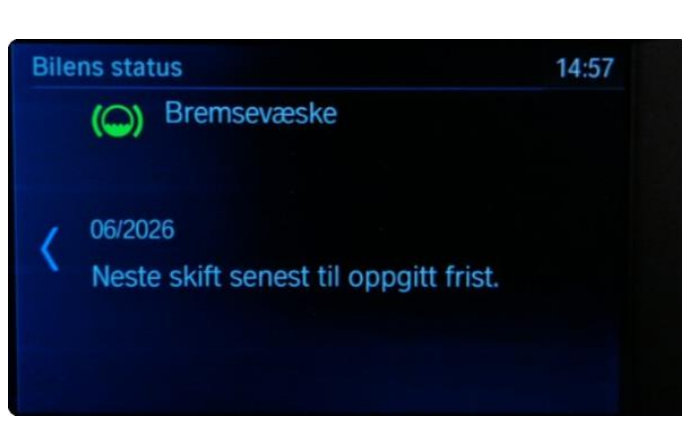 Bilens status 14:57
Bremsevæske
06/2026
Neste skift senest til oppgitt frist.